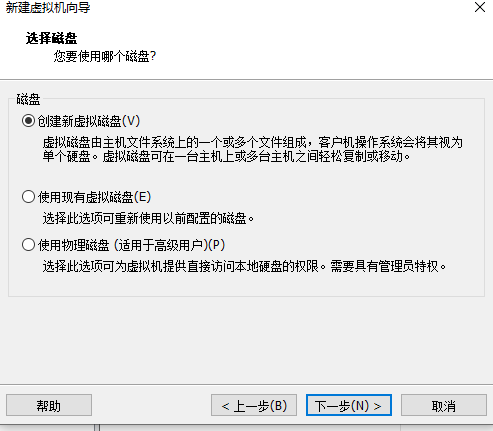 新建虚拟机向导
选择磁盘
您要使用哪个磁盘?
磁盘
创建新虚拟磁盘(V)
虚拟磁盘由主机文件系统上的一个或多个文件组成，客户机操作系统会将其视为
单个硬盘。虚拟磁盘可在一台主机上或多台主机之间轻松复制或移动。
使用现有虚拟磁盘(E)
选择此选项可重新使用以前配置的磁盘。
使用物理磁盘 (适用于高级用户)(P)
选择此选项可为虚拟机提供直接访问本地硬盘的权限。需要具有管理员特权。
帮助
< 上一步(B)
下一步(N) >
取消